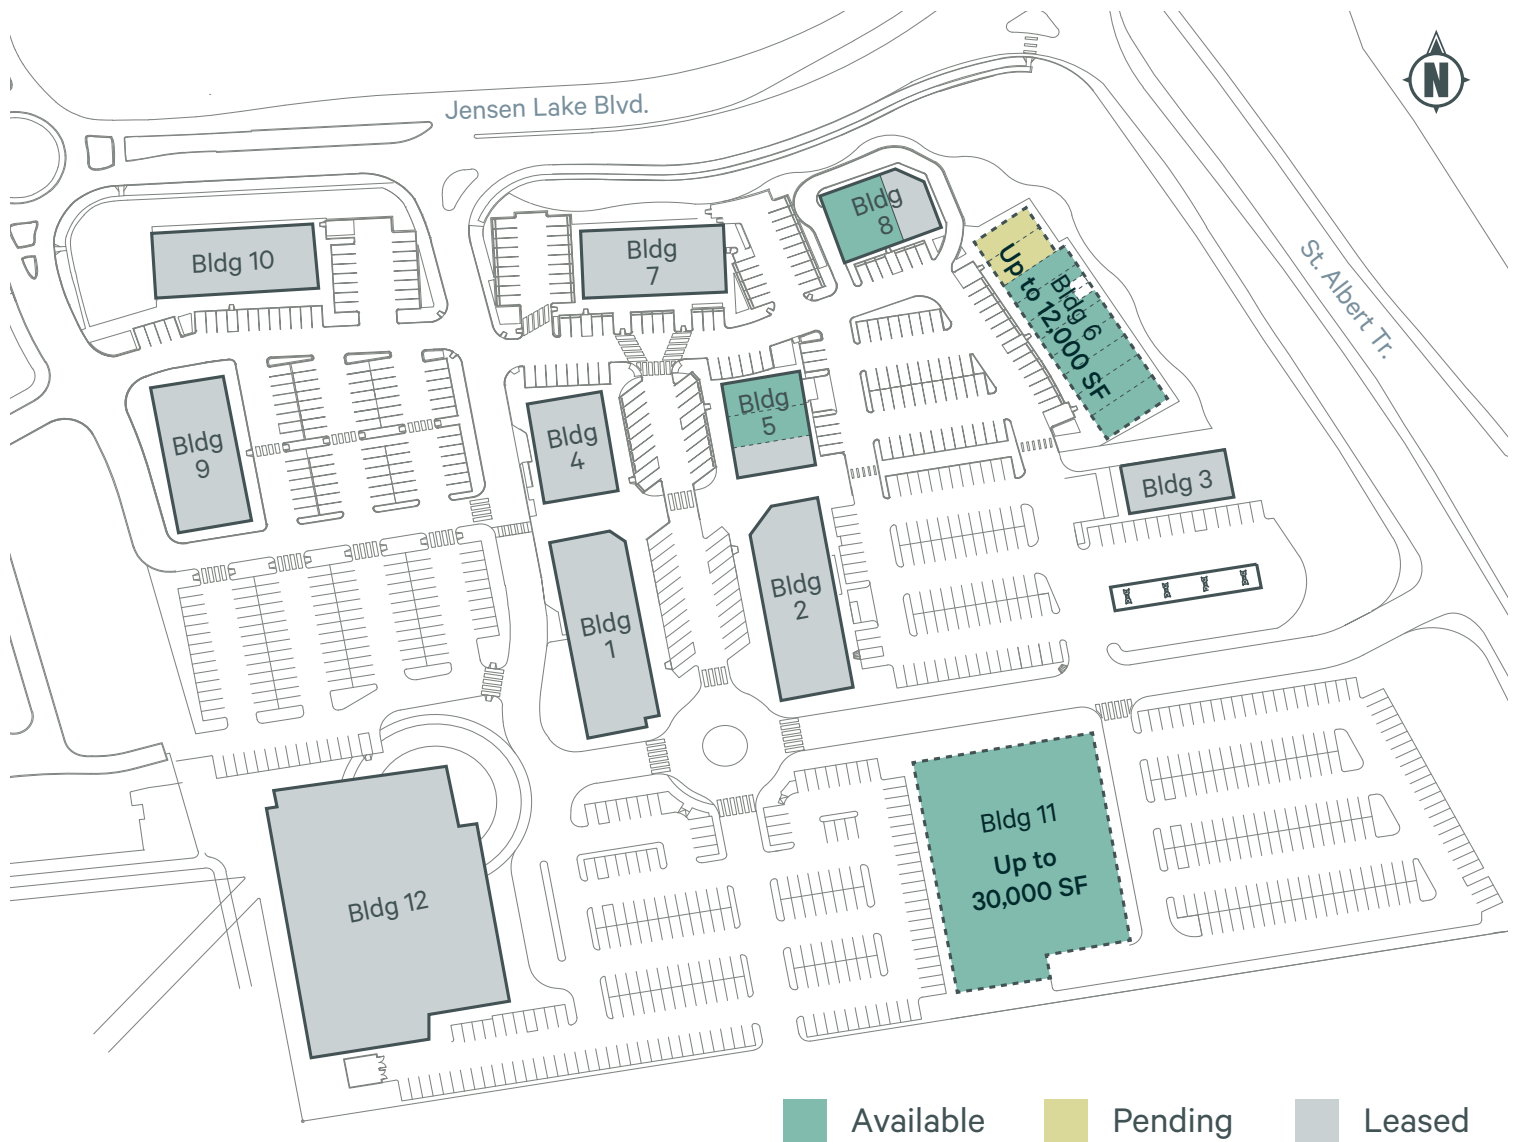 N
Jensen Lake Blvd.
St. Albert Tr.
Bldg 10
Bldg
7
Bldg
8
Bldg 6
Up to 12,000 SF
Bldg
9
Bldg
4
Bldg
5
Bldg 3
Bldg
1
Bldg
2
Bldg 12
Bldg 11
Up to
30,000 SF
Available
Pending
Leased